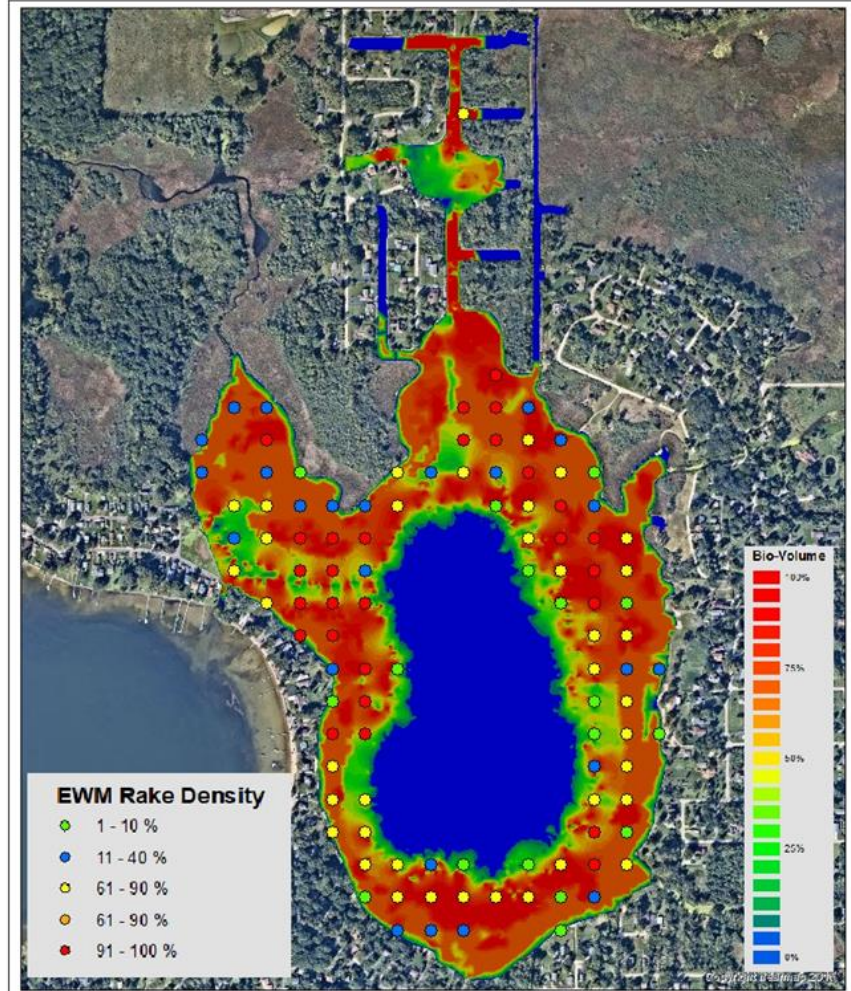 EWM Rake Density
1 - 10 %
11 - 40 %
61 - 90 %
61 - 90 %
91 - 100 %
Bio-Volume
100%
75%
50%
25%
0%